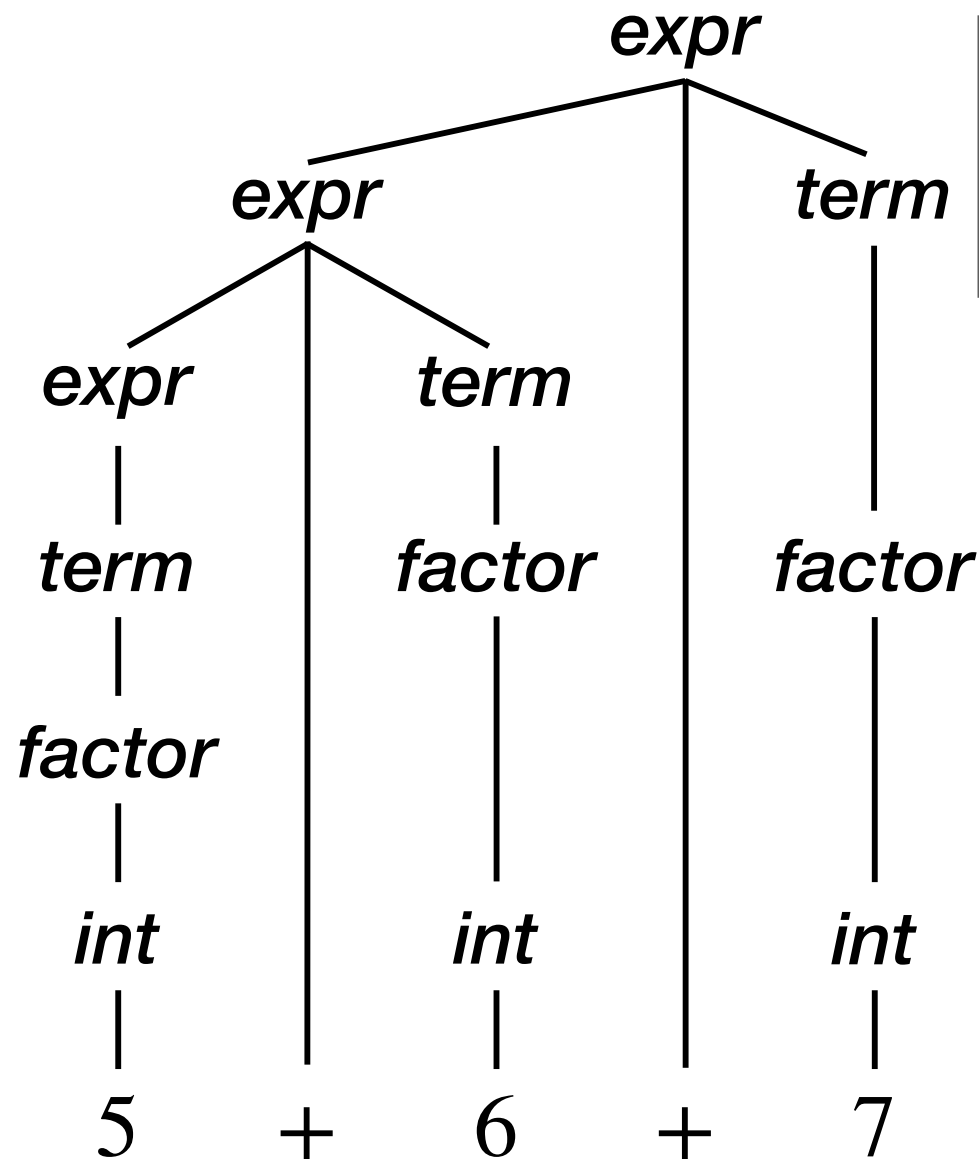 expr
expr term
expr term
term factor factor
factor
int int int
5 + 6 + 7